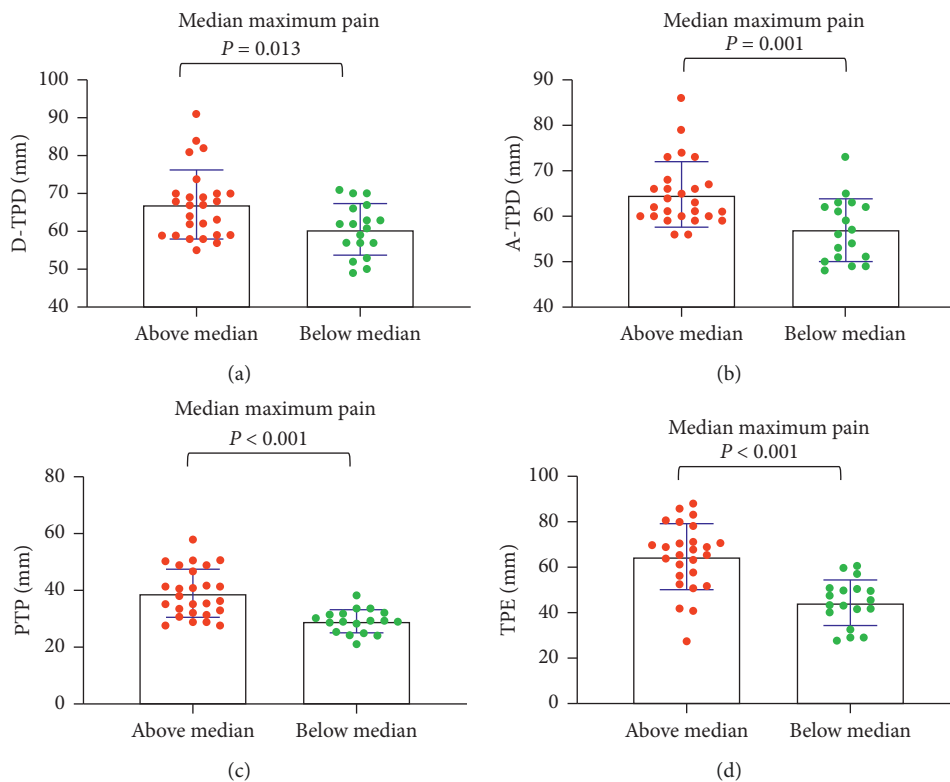 Median maximum pain
P = 0.013
100
90
80
70
60
50
40
D-TPD (mm)
Above median
Below median
(a)
Median maximum pain
P = 0.001
90
80
70
60
50
40
A-TPD (mm)
Above median
Below median
(b)
Median maximum pain
P < 0.001
80
60
40
20
0
PTP (mm)
Above median
Below median
(c)
Median maximum pain
P < 0.001
100
80
60
40
20
0
TPE (mm)
Above median
Below median
(d)